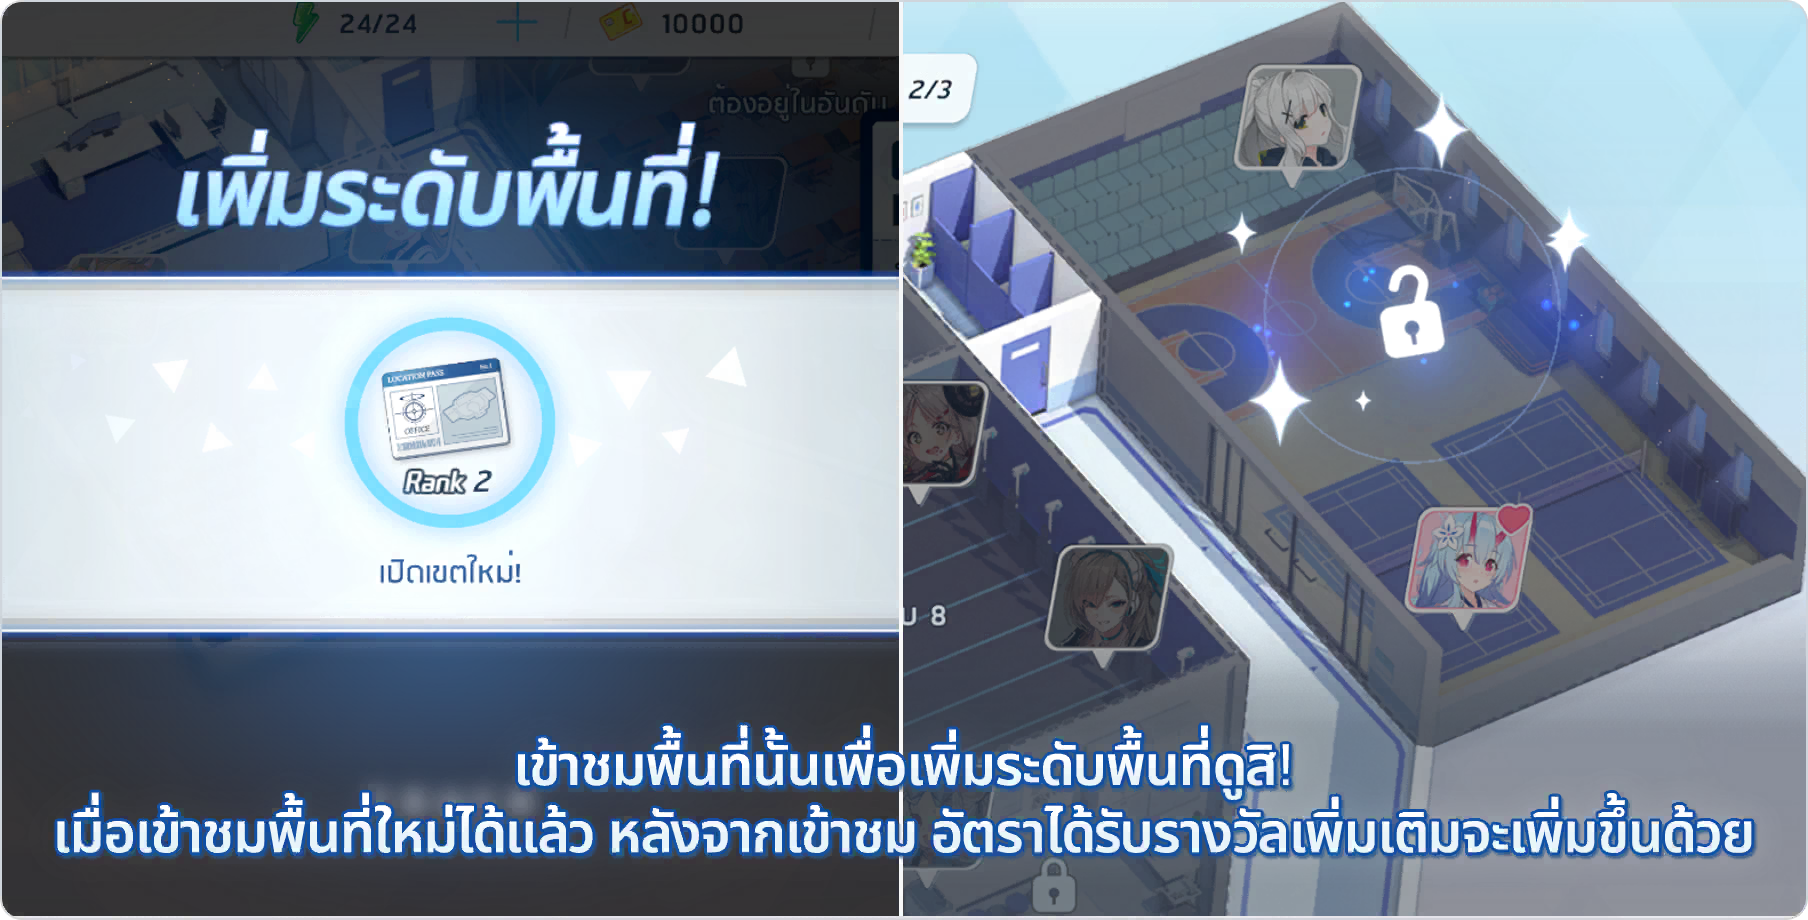 24/24
10000
ต้องอยู่ในอันดับ
เพิ่มระดับพื้นที่!
LOCATION PASS
No.1
OFFICE
Rank 2
เปิดเขตใหม่!
2/3
8
เข้าชมพื้นที่นั้นเพื่อเพิ่มระดับพื้นที่ดูสิ!
เมื่อเข้าชมพื้นที่ใหม่ได้แล้ว หลังจากเข้าชม อัตราได้รับรางวัลเพิ่มเติมจะเพิ่มขึ้นด้วย